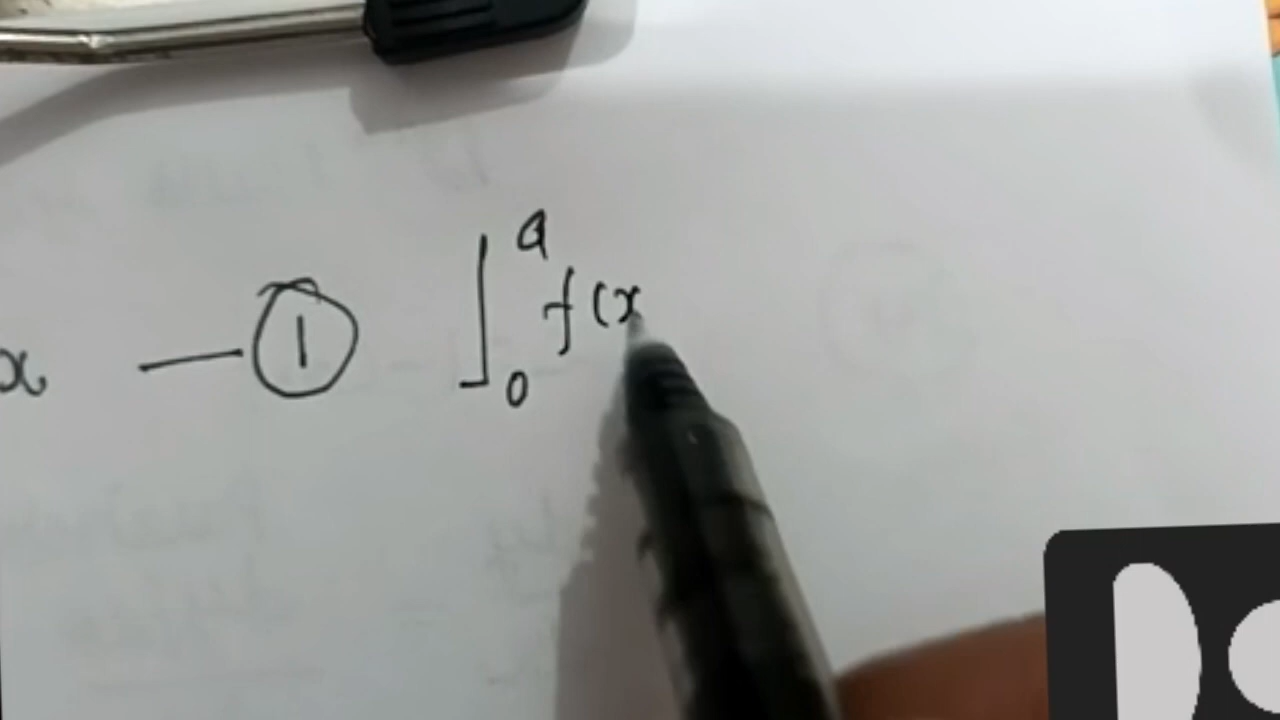 x — ① ∫₀ᵃ f(x